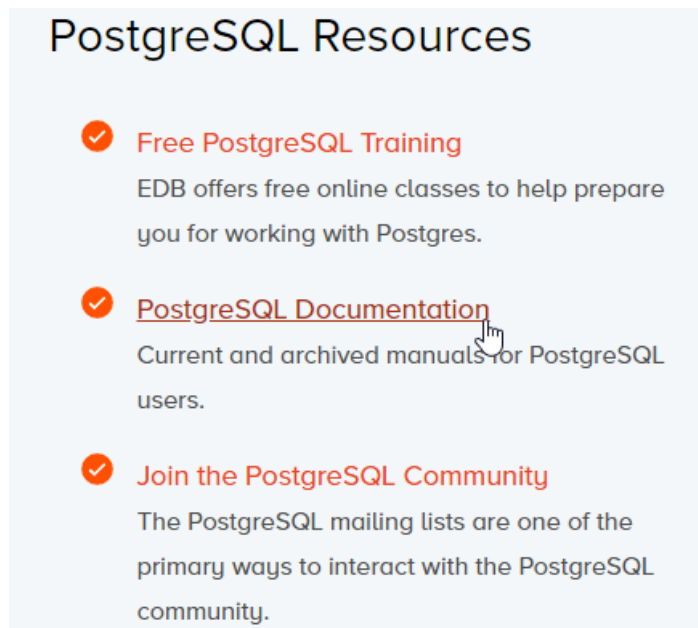 PostgreSQL Resources
Free PostgreSQL Training
EDB offers free online classes to help prepare
you for working with Postgres.
PostgreSQL Documentation
Current and archived manuals for PostgreSQL
users.
Join the PostgreSQL Community
The PostgreSQL mailing lists are one of the
primary ways to interact with the PostgreSQL
community.